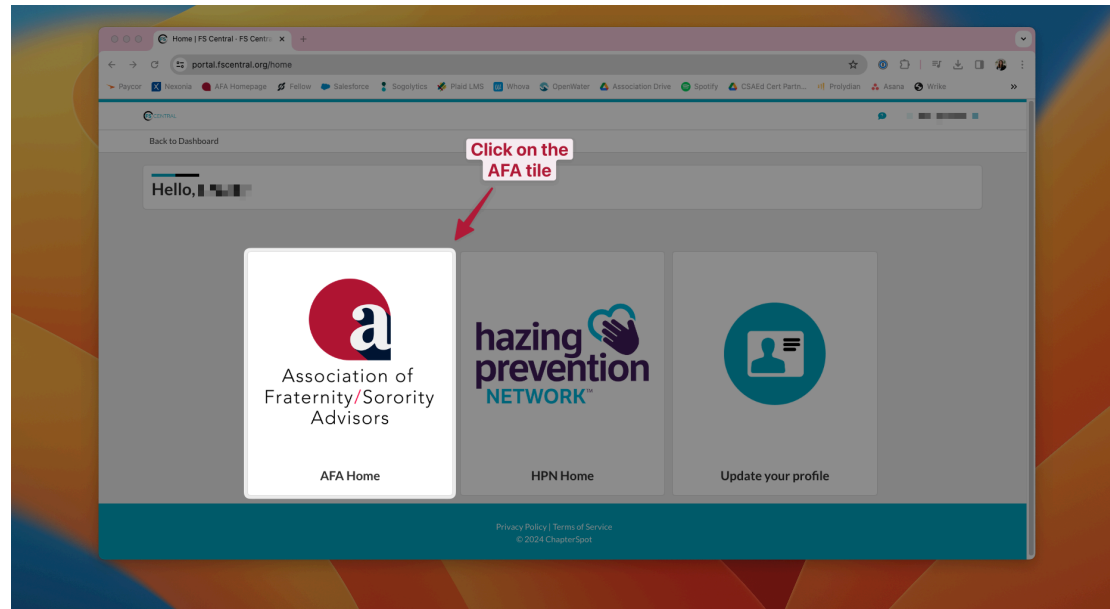 Home | FS Central - FS Centra
portal.fscentral.org/home
Paycor Nexonia AFA Homepage Fellow Salesforce Sogolytics Plaid LMS Whova OpenWater Association Drive Spotify CSAEd Cert Partn... Prolydian Asana Wrike »
CENTRAL
Back to Dashboard
Click on the
AFA tile
Hello,
a
Association of
Fraternity/Sorority
Advisors
AFA Home
hazing
prevention
NETWORK™
HPN Home
Update your profile
Privacy Policy | Terms of Service
© 2024 ChapterSpot